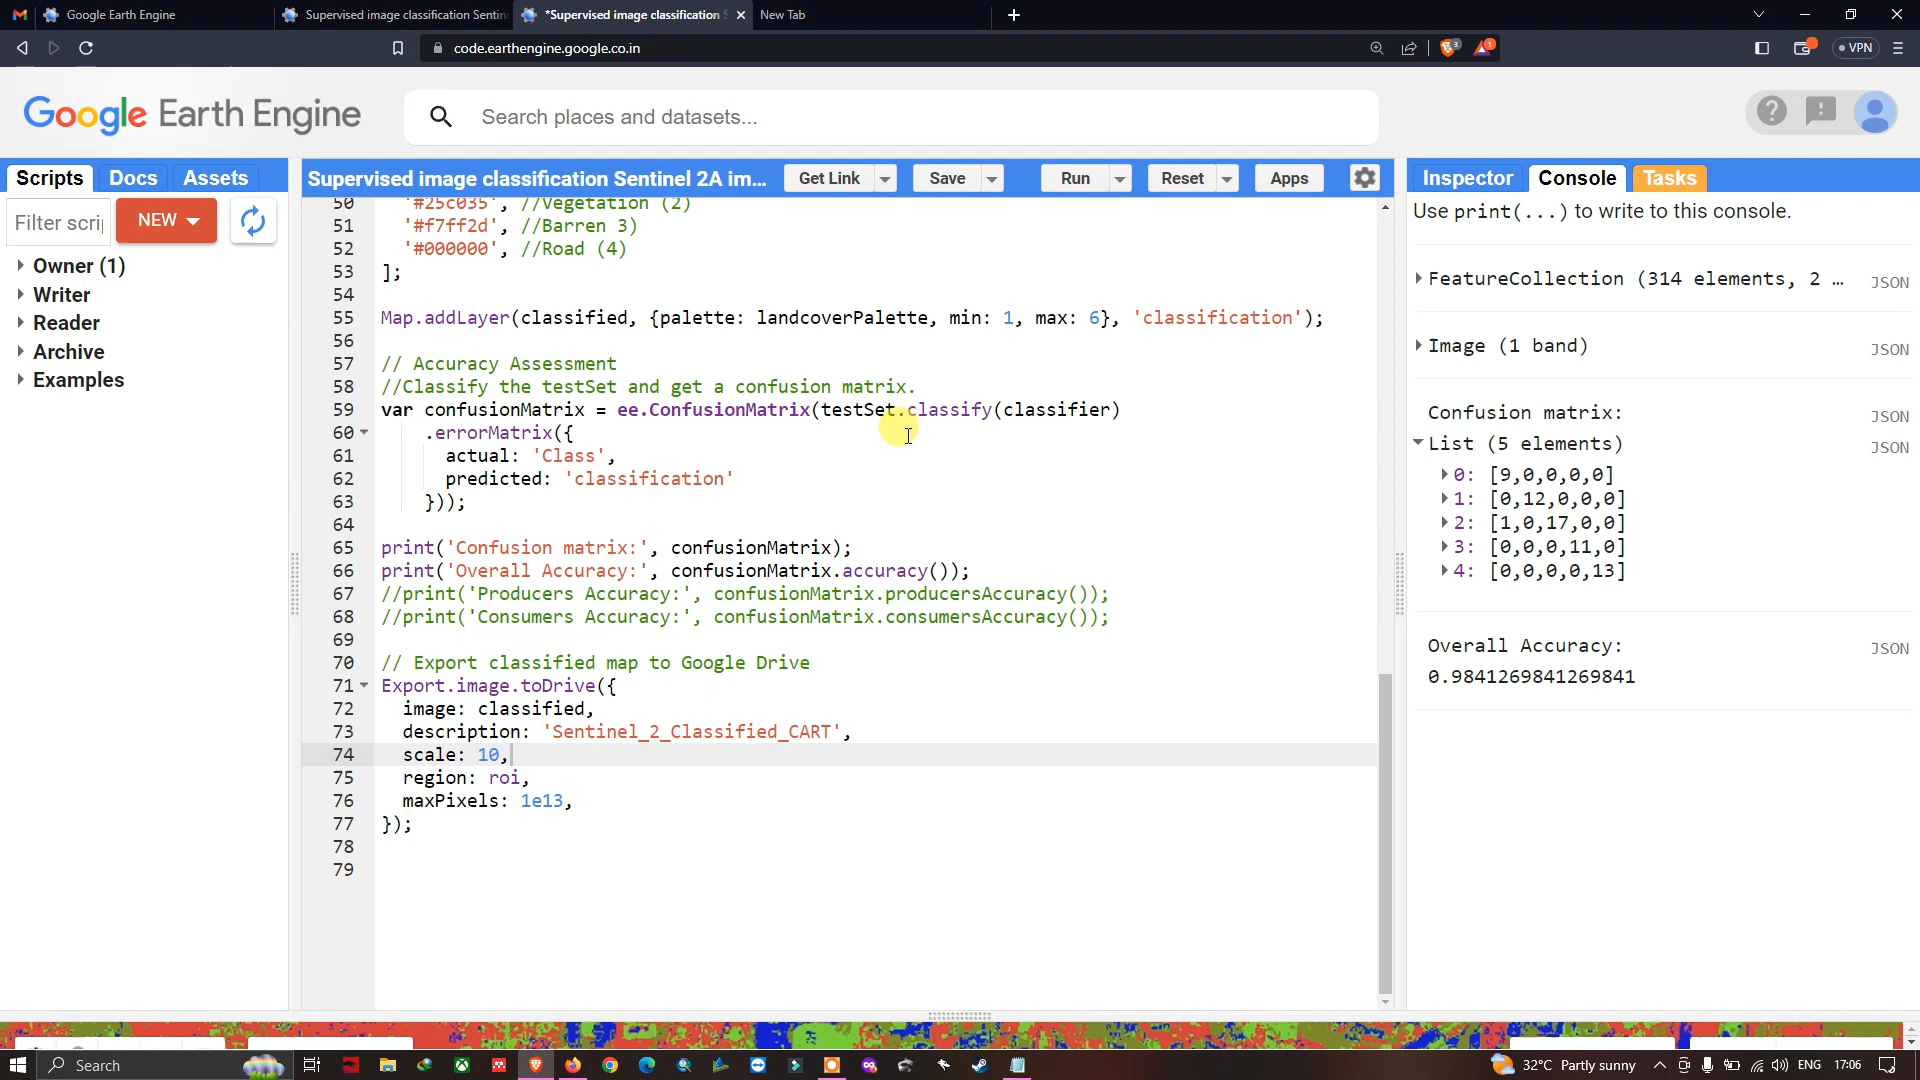 Google Earth Engine
Supervised image classification Sentin
*Supervised image classification S
New Tab
code.earthengine.google.co.in
VPN
Google Earth Engine
Search places and datasets...
Scripts
Docs
Assets
Filter scri
NEW
Owner (1)
Writer
Reader
Archive
Examples
Supervised image classification Sentinel 2A im...
Get Link
Save
Run
Reset
Apps
50 '#25c035', //Vegetation (2)
51 '#f7ff2d', //Barren 3)
52 '#000000', //Road (4)
53 ];
54
55 Map.addLayer(classified, {palette: landcoverPalette, min: 1, max: 6}, 'classification');
56
57 // Accuracy Assessment
58 //Classify the testSet and get a confusion matrix.
59 var confusionMatrix = ee.ConfusionMatrix(testSet.classify(classifier)
60 .errorMatrix({
61 actual: 'Class',
62 predicted: 'classification'
63 }));
64
65 print('Confusion matrix:', confusionMatrix);
66 print('Overall Accuracy:', confusionMatrix.accuracy());
67 //print('Producers Accuracy:', confusionMatrix.producersAccuracy());
68 //print('Consumers Accuracy:', confusionMatrix.consumersAccuracy());
69
70 // Export classified map to Google Drive
71 Export.image.toDrive({
72 image: classified,
73 description: 'Sentinel_2_Classified_CART',
74 scale: 10,
75 region: roi,
76 maxPixels: 1e13,
77 });
78
79
Inspector
Console
Tasks
Use print(...) to write to this console.
FeatureCollection (314 elements, 2 … JSON
Image (1 band) JSON
Confusion matrix: JSON
List (5 elements) JSON
0: [9,0,0,0,0]
1: [0,12,0,0,0]
2: [1,0,17,0,0]
3: [0,0,0,11,0]
4: [0,0,0,0,13]
Overall Accuracy: JSON
0.9841269841269841
Search
32°C Partly sunny
ENG
17:06